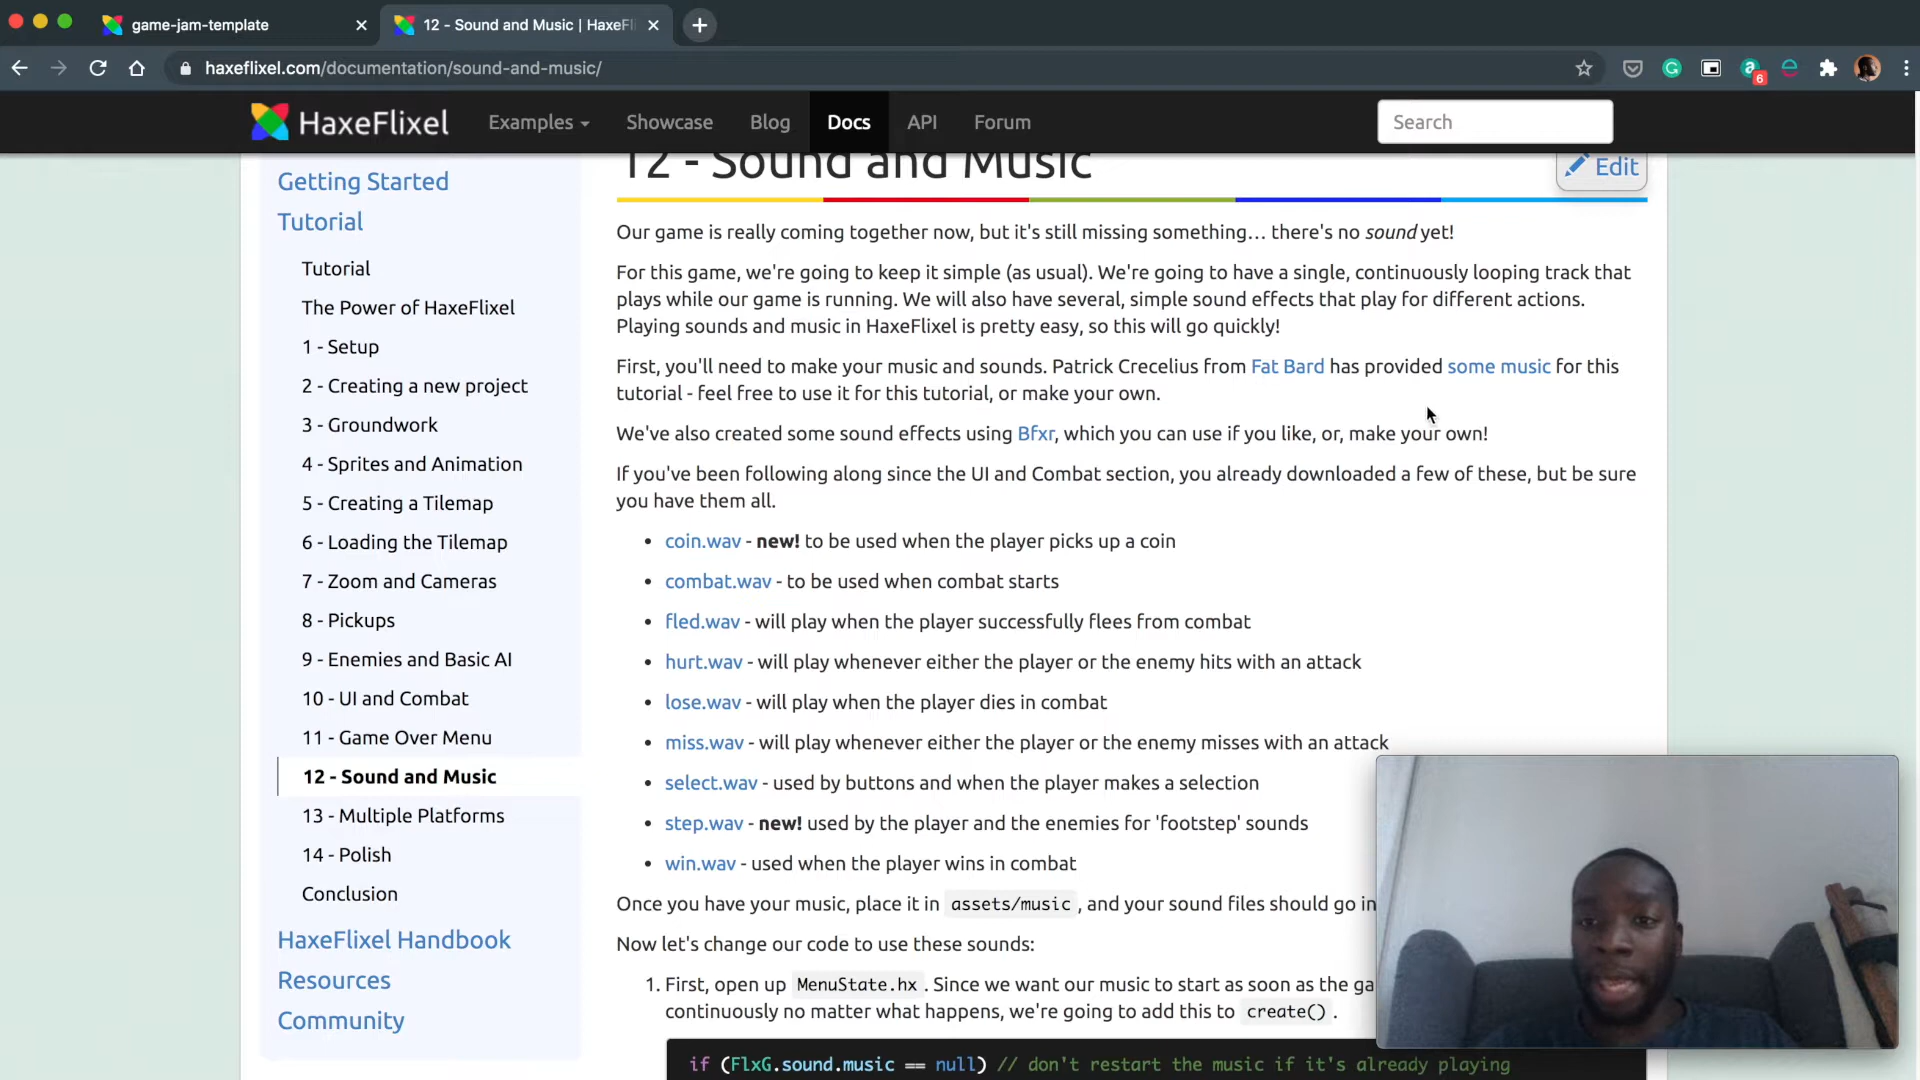 game-jam-template
12 - Sound and Music | HaxeFli
haxeflixel.com/documentation/sound-and-music/
6
HaxeFlixel
Examples
Showcase
Blog
Docs
API
Forum
Search
Getting Started
Tutorial
Tutorial
The Power of HaxeFlixel
1 - Setup
2 - Creating a new project
3 - Groundwork
4 - Sprites and Animation
5 - Creating a Tilemap
6 - Loading the Tilemap
7 - Zoom and Cameras
8 - Pickups
9 - Enemies and Basic AI
10 - UI and Combat
11 - Game Over Menu
12 - Sound and Music
13 - Multiple Platforms
14 - Polish
Conclusion
HaxeFlixel Handbook
Resources
Community
12 - Sound and Music
Edit
Our game is really coming together now, but it's still missing something… there's no sound yet!
For this game, we're going to keep it simple (as usual). We're going to have a single, continuously looping track that
plays while our game is running. We will also have several, simple sound effects that play for different actions.
Playing sounds and music in HaxeFlixel is pretty easy, so this will go quickly!
First, you'll need to make your music and sounds. Patrick Crecelius from Fat Bard has provided some music for this
tutorial - feel free to use it for this tutorial, or make your own.
We've also created some sound effects using Bfxr, which you can use if you like, or, make your own!
If you've been following along since the UI and Combat section, you already downloaded a few of these, but be sure
you have them all.
• coin.wav - new! to be used when the player picks up a coin
• combat.wav - to be used when combat starts
• fled.wav - will play when the player successfully flees from combat
• hurt.wav - will play whenever either the player or the enemy hits with an attack
• lose.wav - will play when the player dies in combat
• miss.wav - will play whenever either the player or the enemy misses with an attack
• select.wav - used by buttons and when the player makes a selection
• step.wav - new! used by the player and the enemies for 'footstep' sounds
• win.wav - used when the player wins in combat
Once you have your music, place it in assets/music , and your sound files should go in
Now let's change our code to use these sounds:
1. First, open up MenuState.hx . Since we want our music to start as soon as the ga
continuously no matter what happens, we're going to add this to create() .
if (FlxG.sound.music == null) // don't restart the music if it's already playing